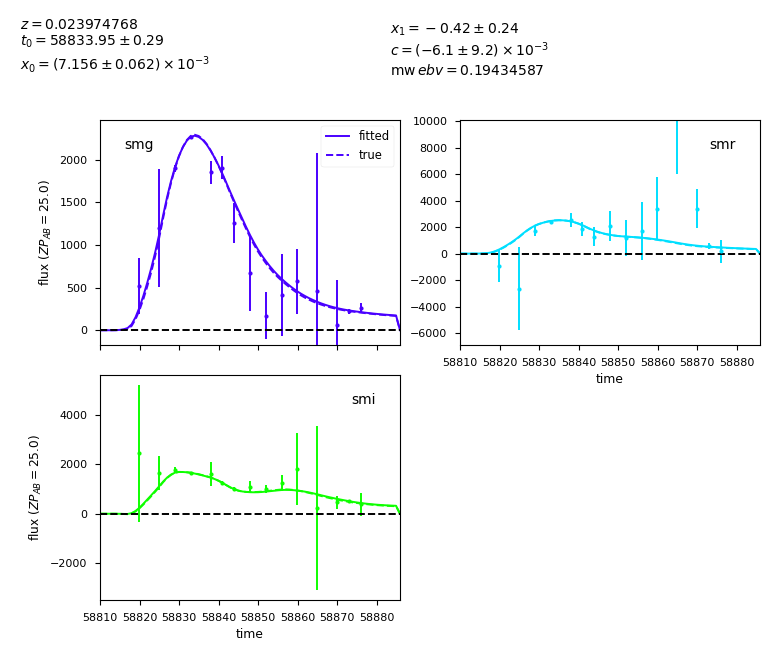 z = 0.023974768
t₀ = 58833.95 ± 0.29
x₀ = (7.156 ± 0.062) × 10⁻³
x₁ = −0.42 ± 0.24
c = (−6.1 ± 9.2) × 10⁻³
mw ebv = 0.19434587
smg
fitted
true
2000
1500
1000
500
0
flux (ZP_AB = 25.0)
smr
10000
8000
6000
4000
2000
0
−2000
−4000
−6000
58810 58820 58830 58840 58850 58860 58870 58880
time
smi
4000
2000
0
−2000
flux (ZP_AB = 25.0)
58810 58820 58830 58840 58850 58860 58870 58880
time